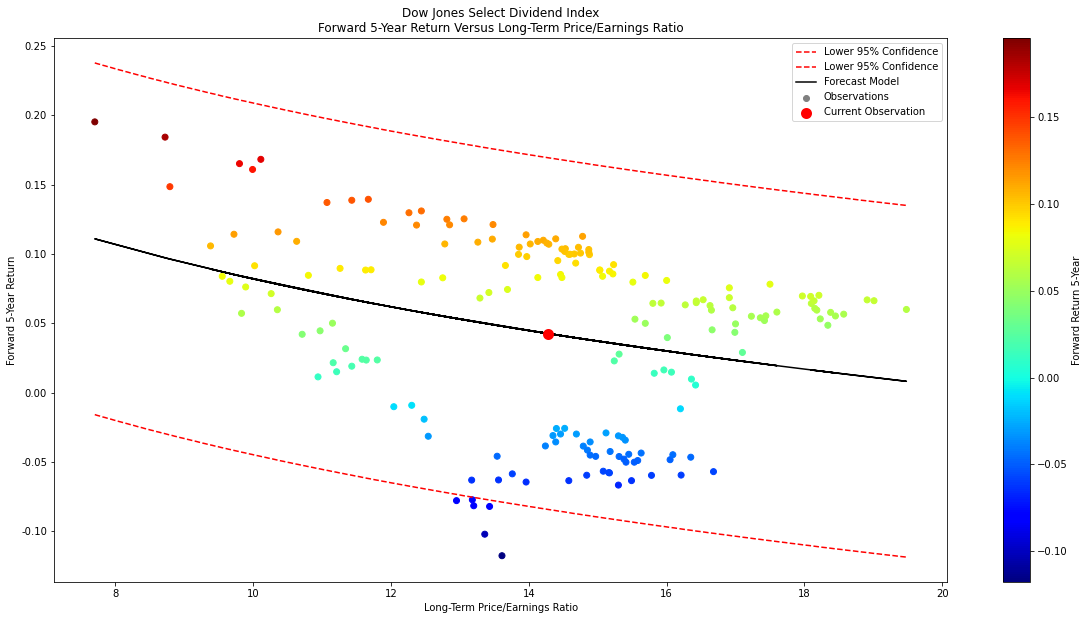 Dow Jones Select Dividend Index
Forward 5-Year Return Versus Long-Term Price/Earnings Ratio
Lower 95% Confidence
Lower 95% Confidence
Forecast Model
Observations
Current Observation
0.25
0.20
0.15
0.10
0.05
0.00
-0.05
-0.10
Forward 5-Year Return
8
10
12
14
16
18
20
Long-Term Price/Earnings Ratio
0.15
0.10
0.05
0.00
−0.05
−0.10
Forward Return 5-Year